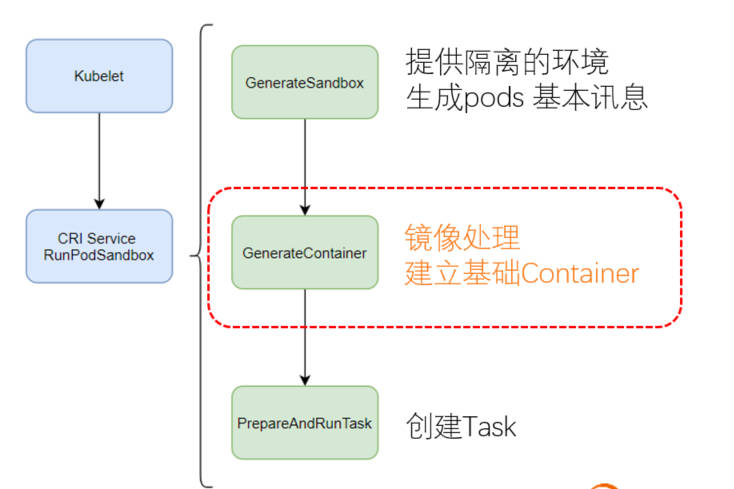 Kubelet
CRI Service
RunPodSandbox
GenerateSandbox
提供隔离的环境
生成pods 基本讯息
GenerateContainer
镜像处理
建立基础Container
PrepareAndRunTask
创建Task